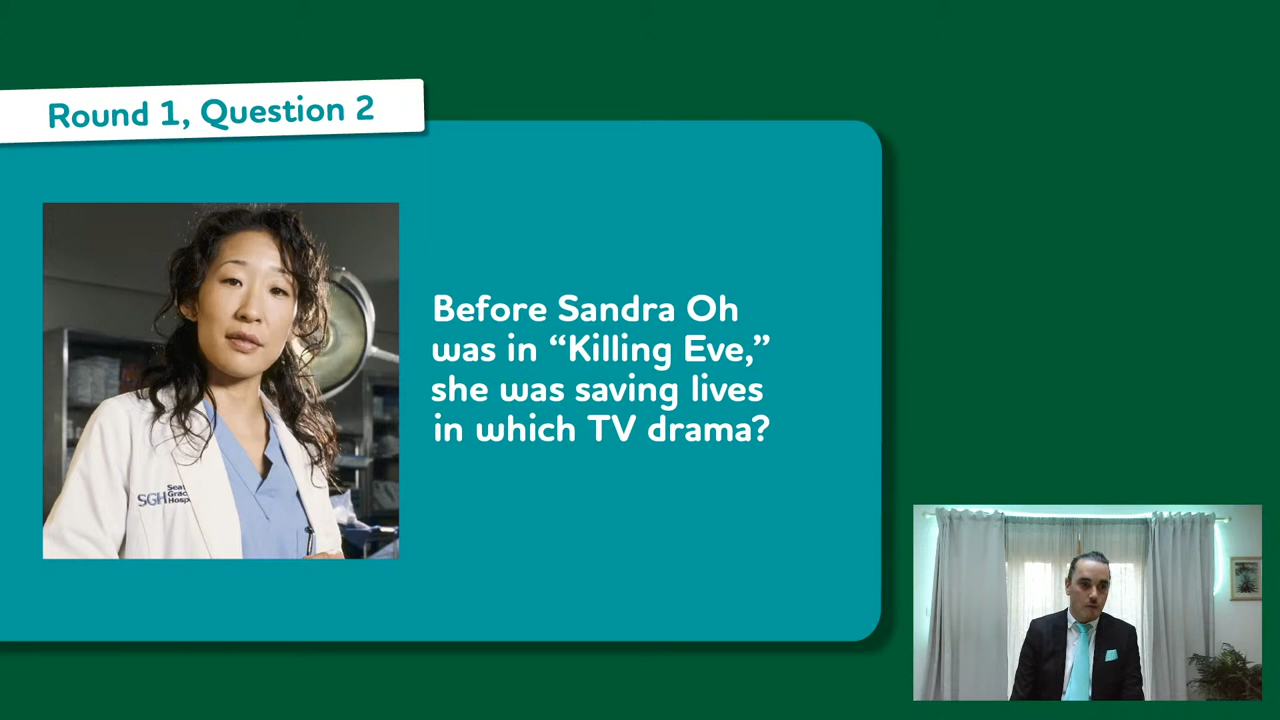 Round 1, Question 2
Before Sandra Oh
was in “Killing Eve,”
she was saving lives
in which TV drama?
SGH